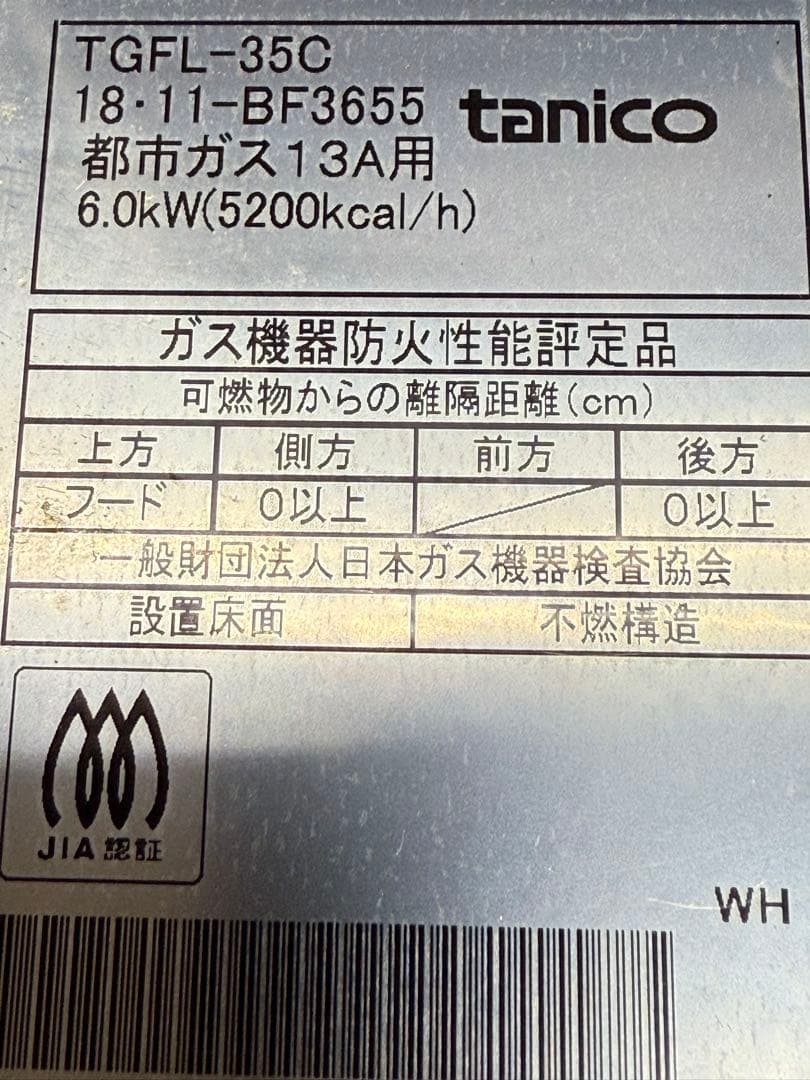 TGFL-35C
18・11-BF3655
tanico
都市ガス13A用
6.0kW(5200kcal/h)
ガス機器防火性能評定品
可燃物からの離隔距離(cm)
上方 側方 前方 後方
フード 0以上 0以上
一般財団法人日本ガス機器検査協会
設置床面 不燃構造
JIA 認証
WH